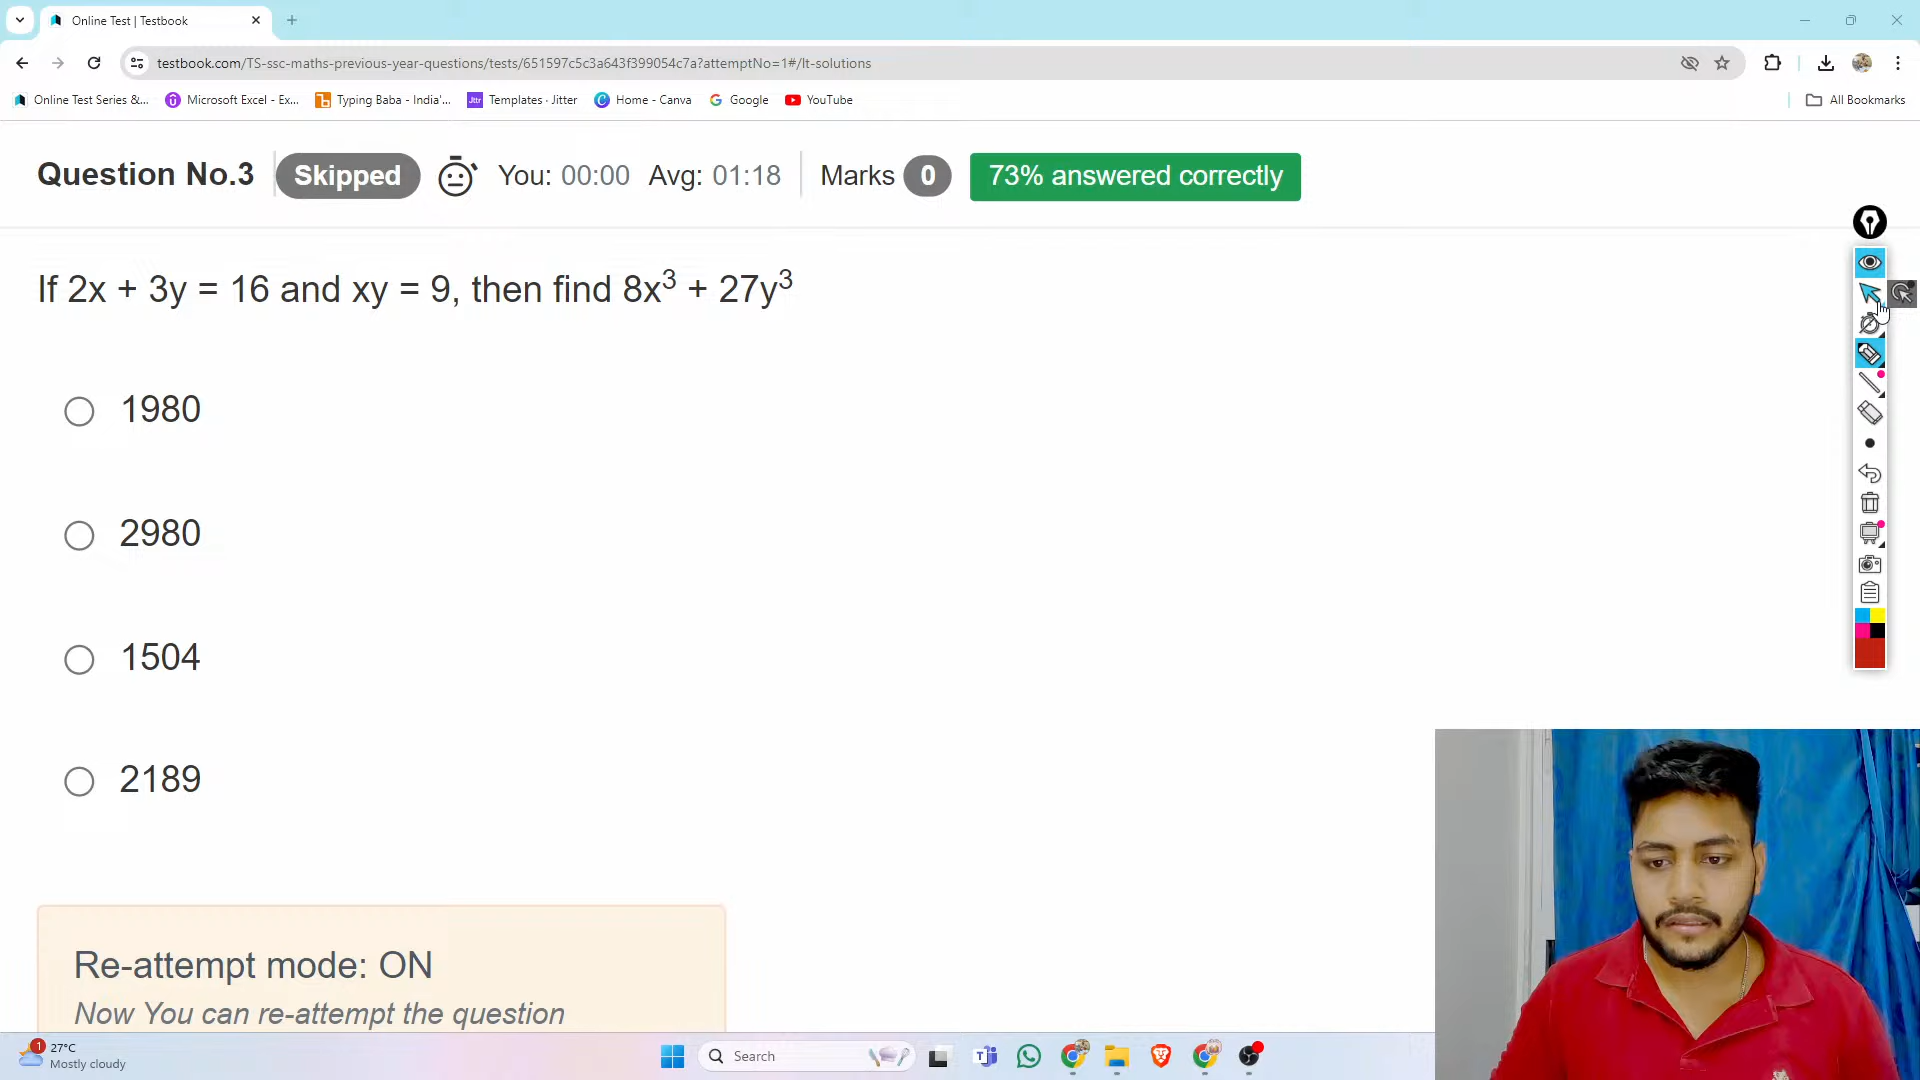 Online Test | Testbook
testbook.com/TS-ssc-maths-previous-year-questions/tests/651597c5c3a643f399054c7a?attemptNo=1#/lt-solutions
Online Test Series &... Microsoft Excel - Ex... Typing Baba - India'... Jitter Templates · Jitter Home - Canva Google YouTube All Bookmarks
Question No.3 Skipped You: 00:00 Avg: 01:18 Marks 0 73% answered correctly
If 2x + 3y = 16 and xy = 9, then find 8x³ + 27y³
1980
2980
1504
2189
Re-attempt mode: ON
Now You can re-attempt the question
1 27°C
Mostly cloudy
Search